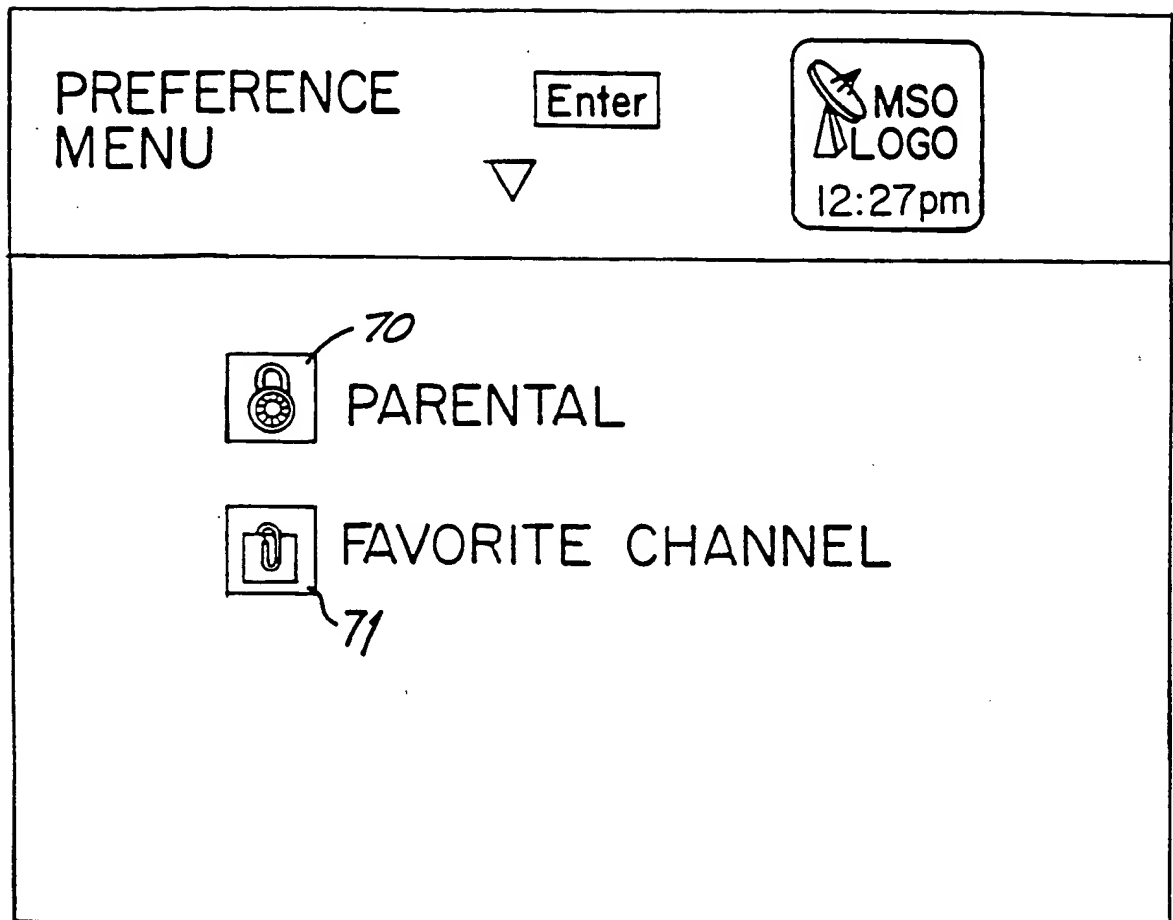 PREFERENCE
MENU
Enter
MSO
LOGO
12:27pm
70
PARENTAL
FAVORITE CHANNEL
71